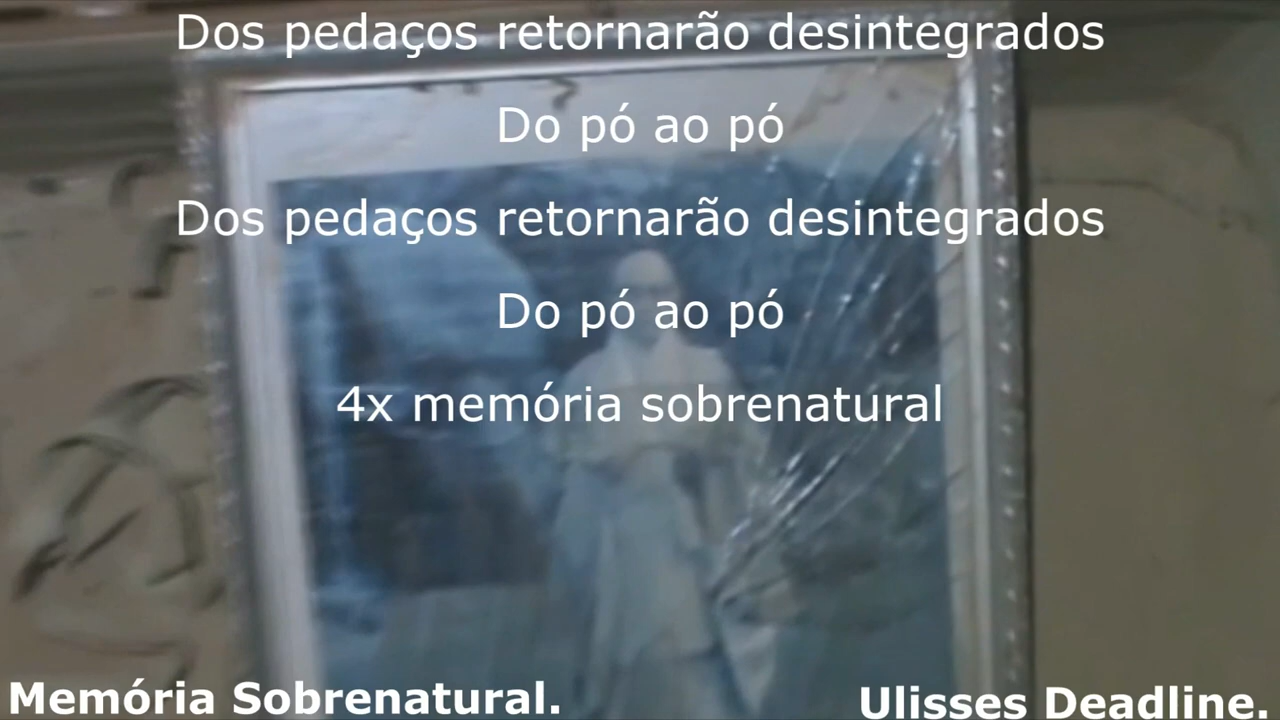 Dos pedaços retornarão desintegrados
Do pó ao pó
Dos pedaços retornarão desintegrados
Do pó ao pó
4x memória sobrenatural
Memória Sobrenatural.
Ulisses Deadline.